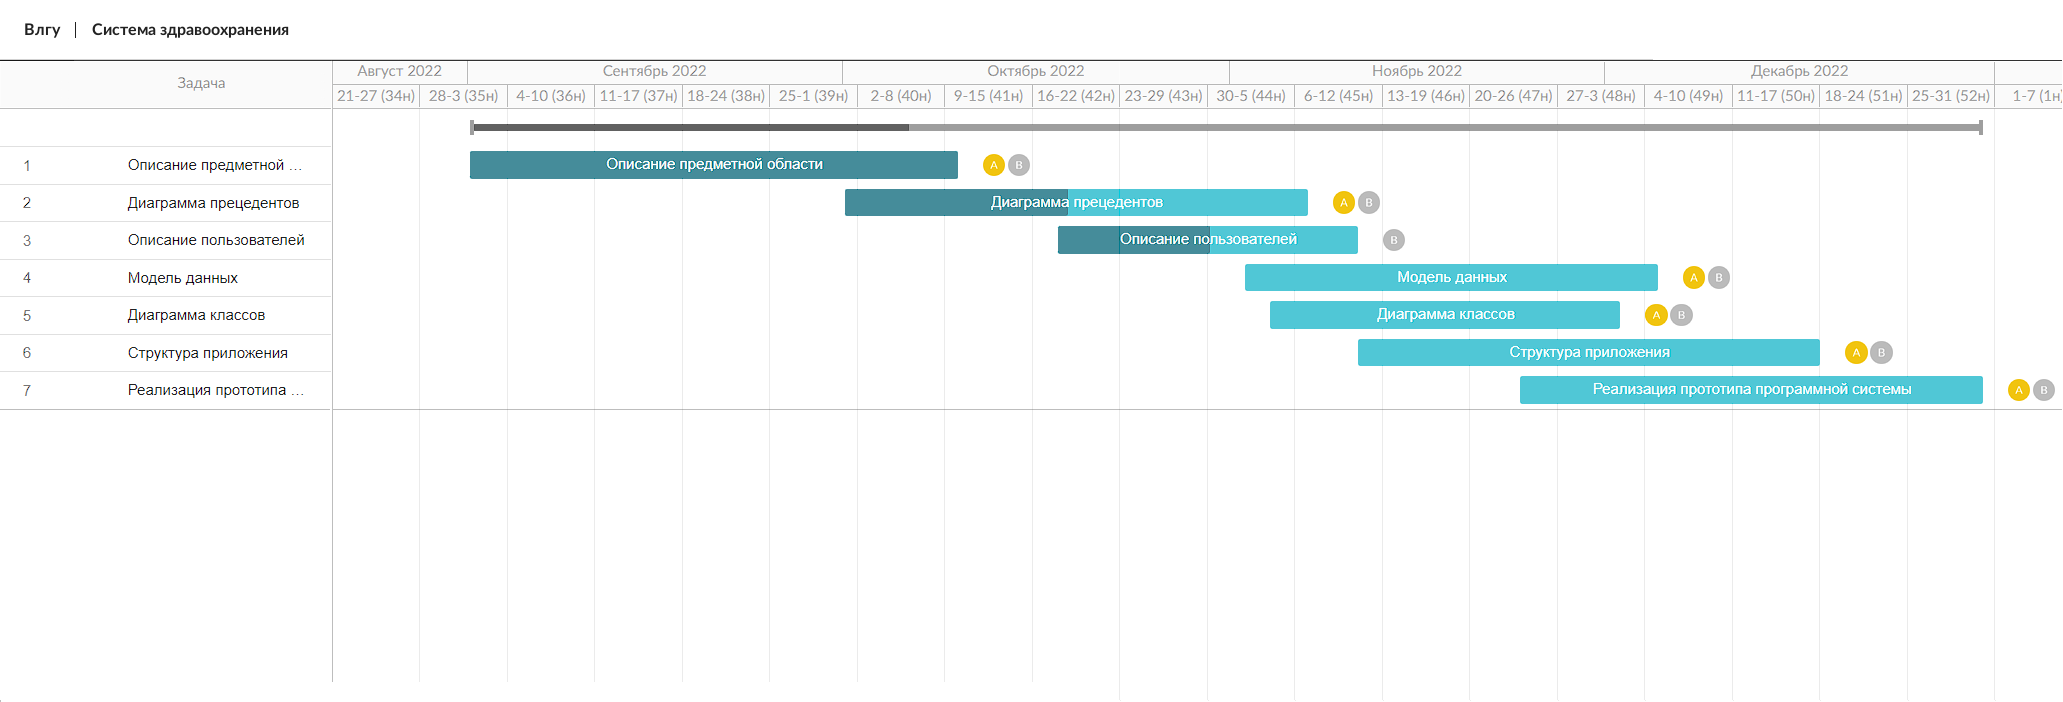 Влгу | Система здравоохранения
Задача
Август 2022 Сентябрь 2022 Октябрь 2022 Ноябрь 2022 Декабрь 2022
21-27 (34н) 28-3 (35н) 4-10 (36н) 11-17 (37н) 18-24 (38н) 25-1 (39н) 2-8 (40н) 9-15 (41н) 16-22 (42н) 23-29 (43н) 30-5 (44н) 6-12 (45н) 13-19 (46н) 20-26 (47н) 27-3 (48н) 4-10 (49н) 11-17 (50н) 18-24 (51н) 25-31 (52н) 1-7 (1н
1 Описание предметной ... Описание предметной области A B
2 Диаграмма прецедентов Диаграмма прецедентов A B
3 Описание пользователей Описание пользователей B
4 Модель данных Модель данных A B
5 Диаграмма классов Диаграмма классов A B
6 Структура приложения Структура приложения A B
7 Реализация прототипа ... Реализация прототипа программной системы A B